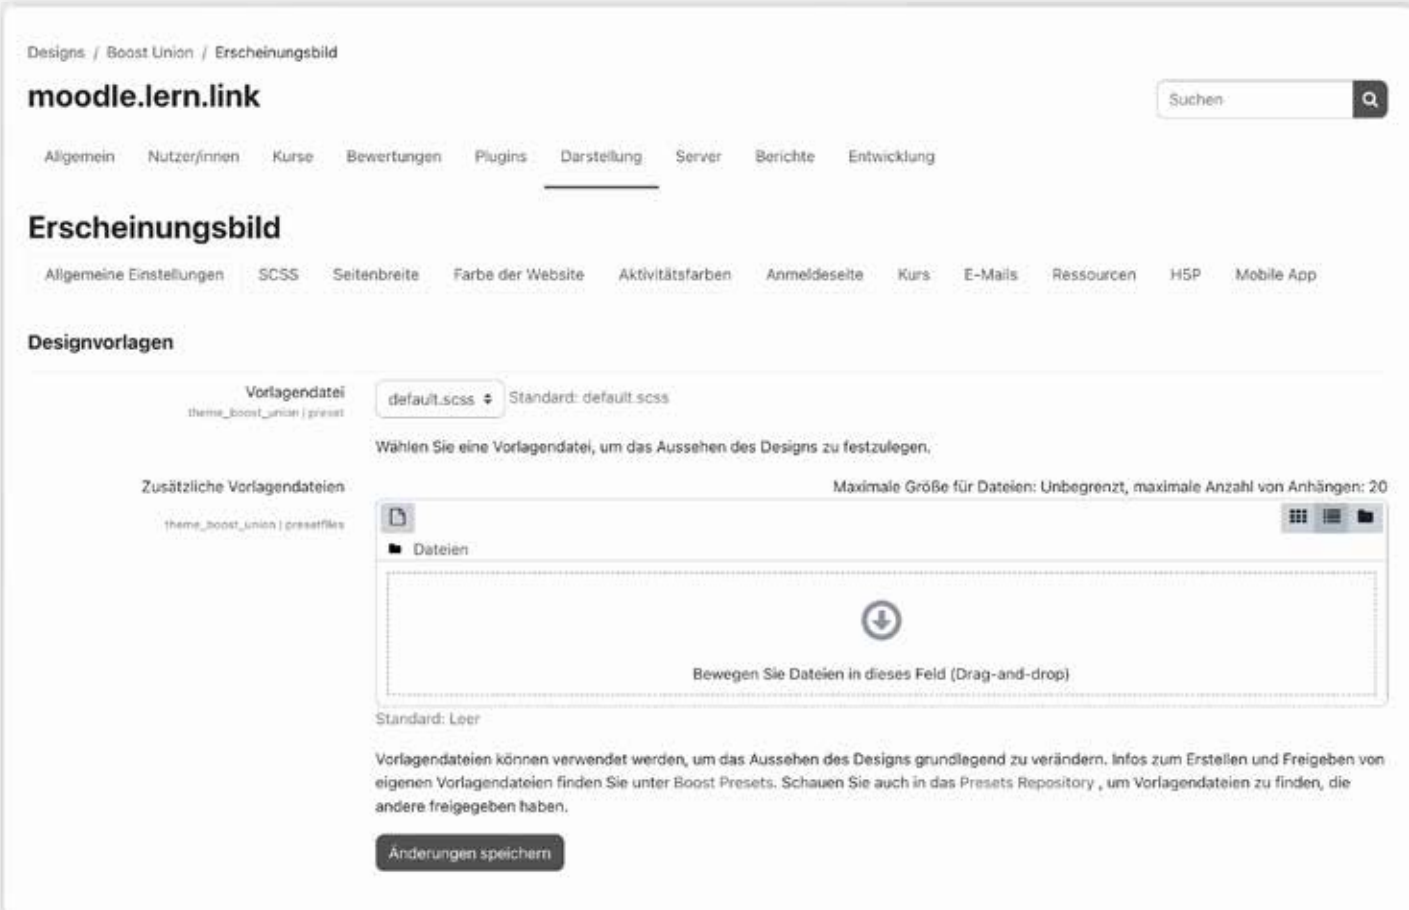 Designs / Boost Union / Erscheinungsbild
moodle.lern.link
Suchen
Allgemein Nutzer/innen Kurse Bewertungen Plugins Darstellung Server Berichte Entwicklung
Erscheinungsbild
Allgemeine Einstellungen SCSS Seitenbreite Farbe der Website Aktivitätsfarben Anmeldeseite Kurs E-Mails Ressourcen H5P Mobile App
Designvorlagen
Vorlagendatei
theme_boost_union | preset
default.scss Standard: default.scss
Wählen Sie eine Vorlagendatei, um das Aussehen des Designs zu festzulegen.
Zusätzliche Vorlagendateien
theme_boost_union | presetfiles
Maximale Größe für Dateien: Unbegrenzt, maximale Anzahl von Anhängen: 20
Dateien
Bewegen Sie Dateien in dieses Feld (Drag-and-drop)
Standard: Leer
Vorlagendateien können verwendet werden, um das Aussehen des Designs grundlegend zu verändern. Infos zum Erstellen und Freigeben von
eigenen Vorlagendateien finden Sie unter Boost Presets. Schauen Sie auch in das Presets Repository , um Vorlagendateien zu finden, die
andere freigegeben haben.
Änderungen speichern